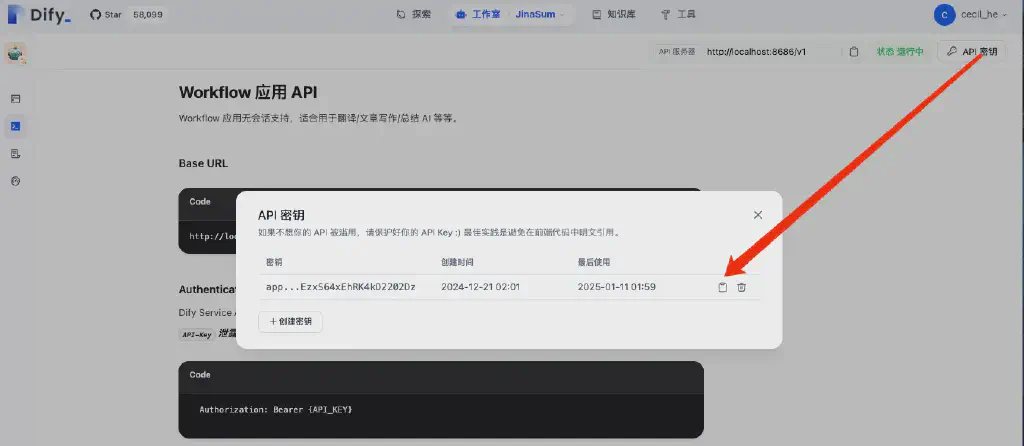 Dify_ Star 58,099 探索 工作室 JinaSum 知识库 工具 C cecil_he
API 服务器 http://localhost:8686/v1 状态 运行中 API 密钥
Workflow 应用 API
Workflow 应用无会话支持，适合用于翻译/文章写作/总结 AI 等等。
Base URL
Code
http://lo
API 密钥
如果不想你的 API 被滥用，请保护好你的 API Key :) 最佳实践是避免在前端代码中明文引用。
密钥 创建时间 最后使用
app...EzxS64xEhRK4kO2202Dz 2024-12-21 02:01 2025-01-11 01:59
+ 创建密钥
Authenticat
Dify Service A
API-Key 泄露
Code
Authorization: Bearer {API_KEY}